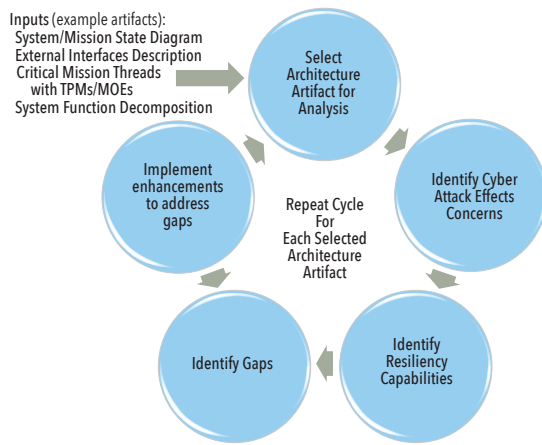 Inputs (example artifacts):
System/Mission State Diagram
External Interfaces Description
Critical Mission Threads
with TPMs/MOEs
System Function Decomposition
Select
Architecture
Artifact for
Analysis
Identify Cyber
Attack Effects
Concerns
Identify
Resiliency
Capabilities
Identify Gaps
Implement
enhancements
to address
gaps
Repeat Cycle
For
Each Selected
Architecture
Artifact